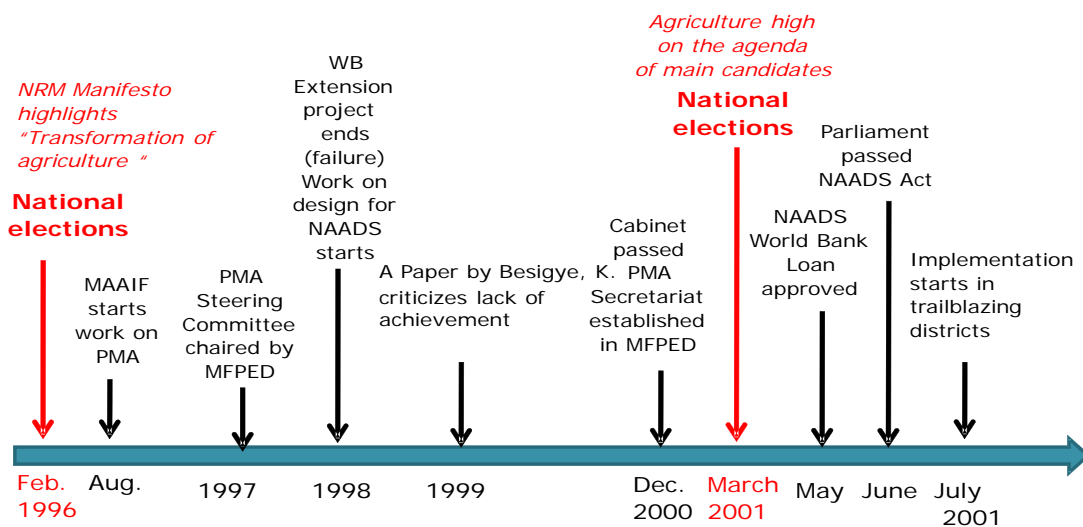 NRM Manifesto
highlights
“Transformation of
agriculture “
National
elections
MAAIF
starts
work on
PMA
PMA
Steering
Committee
chaired by
MFPED
WB
Extension
project
ends
(failure)
Work on
design for
NAADS
starts
A Paper by Besigye, K.
criticizes lack of
achievement
Cabinet
passed
PMA
Secretariat
established
in MFPED
Agriculture high
on the agenda
of main candidates
National
elections
NAADS
World Bank
Loan
approved
Parliament
passed
NAADS Act
Implementation
starts in
trailblazing
districts
Feb.
1996
Aug.
1997
1998
1999
Dec.
2000
March
2001
May
June
July
2001